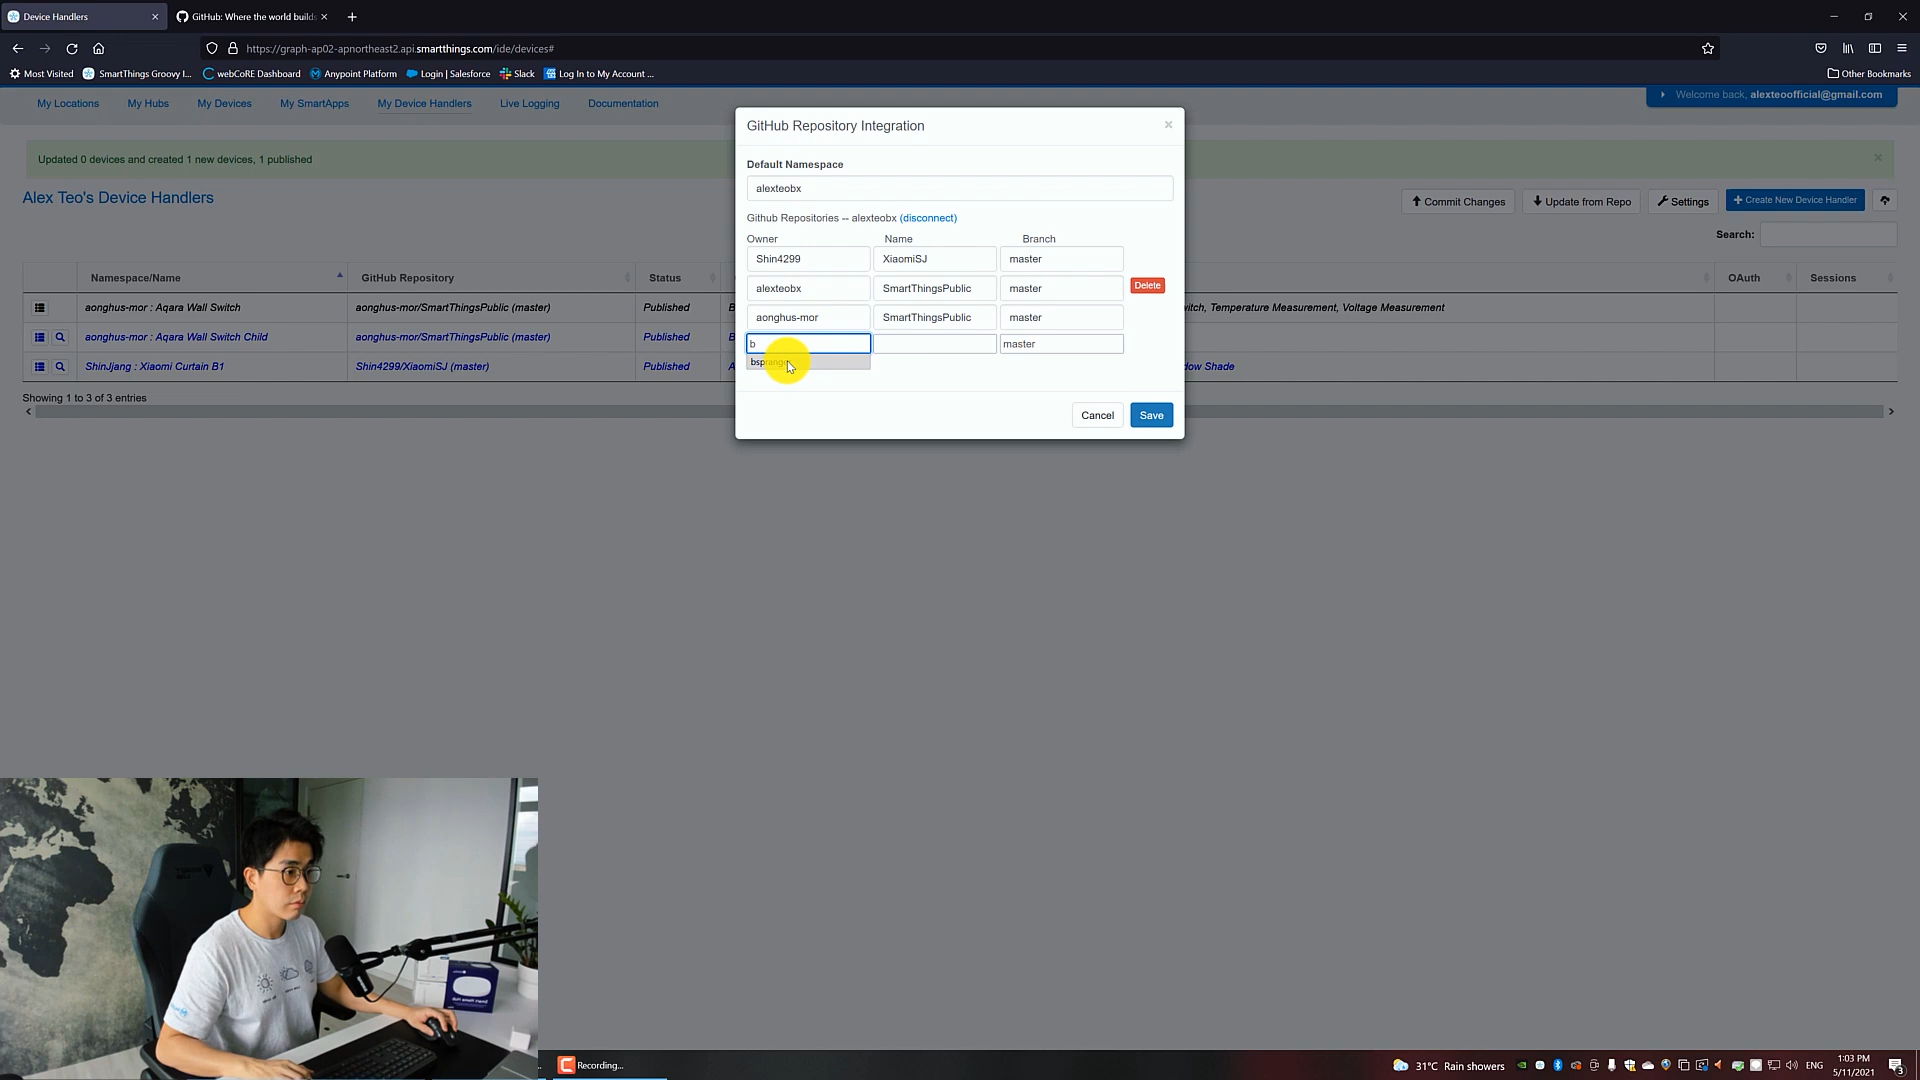 Device Handlers
GitHub: Where the world builds
https://graph-ap02-apnortheast2.api.smartthings.com/ide/devices#
Most Visited
SmartThings Groovy I...
webCoRE Dashboard
Anypoint Platform
Login | Salesforce
Slack
Log In to My Account ...
Other Bookmarks
My Locations
My Hubs
My Devices
My SmartApps
My Device Handlers
Live Logging
Documentation
Welcome back, alexteoofficial@gmail.com
Updated 0 devices and created 1 new devices, 1 published
Alex Teo's Device Handlers
Commit Changes
Update from Repo
Settings
Create New Device Handler
Search:
Namespace/Name
GitHub Repository
Status
OAuth
Sessions
aonghus-mor : Aqara Wall Switch
aonghus-mor/SmartThingsPublic (master)
Published
itch, Temperature Measurement, Voltage Measurement
aonghus-mor : Aqara Wall Switch Child
aonghus-mor/SmartThingsPublic (master)
Published
ShinJjang : Xiaomi Curtain B1
Shin4299/XiaomiSJ (master)
Published
dow Shade
Showing 1 to 3 of 3 entries
GitHub Repository Integration
Default Namespace
alexteobx
Github Repositories -- alexteobx (disconnect)
Owner
Name
Branch
Shin4299
XiaomiSJ
master
alexteobx
SmartThingsPublic
master
Delete
aonghus-mor
SmartThingsPublic
master
b
master
bspranger
Cancel
Save
Recording...
31°C Rain showers
ENG
1:03 PM
5/11/2021
3